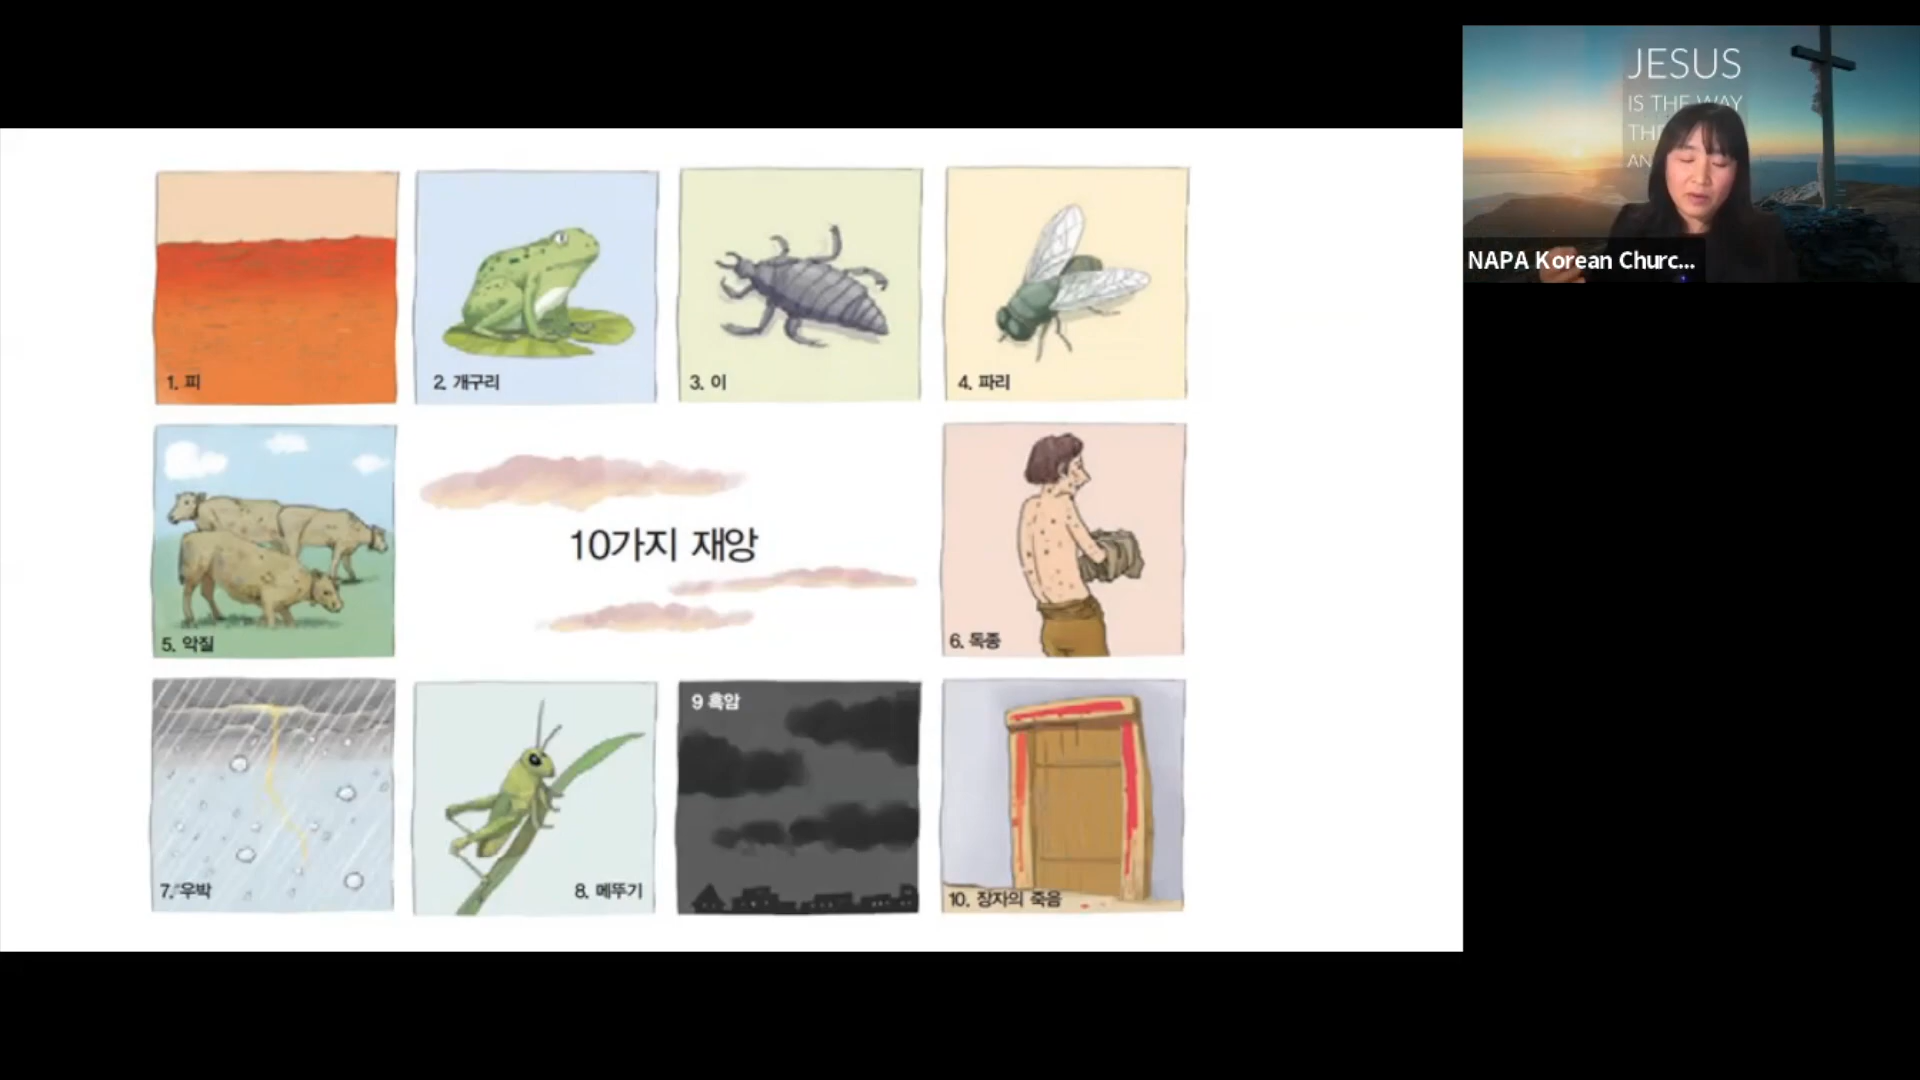 1. 피
2. 개구리
3. 이
4. 파리
5. 악질
10가지 재앙
6. 독종
7. 우박
8. 메뚜기
9 흑암
10. 장자의 죽음
JESUS
IS THE WAY
TH
AN
NAPA Korean Churc...